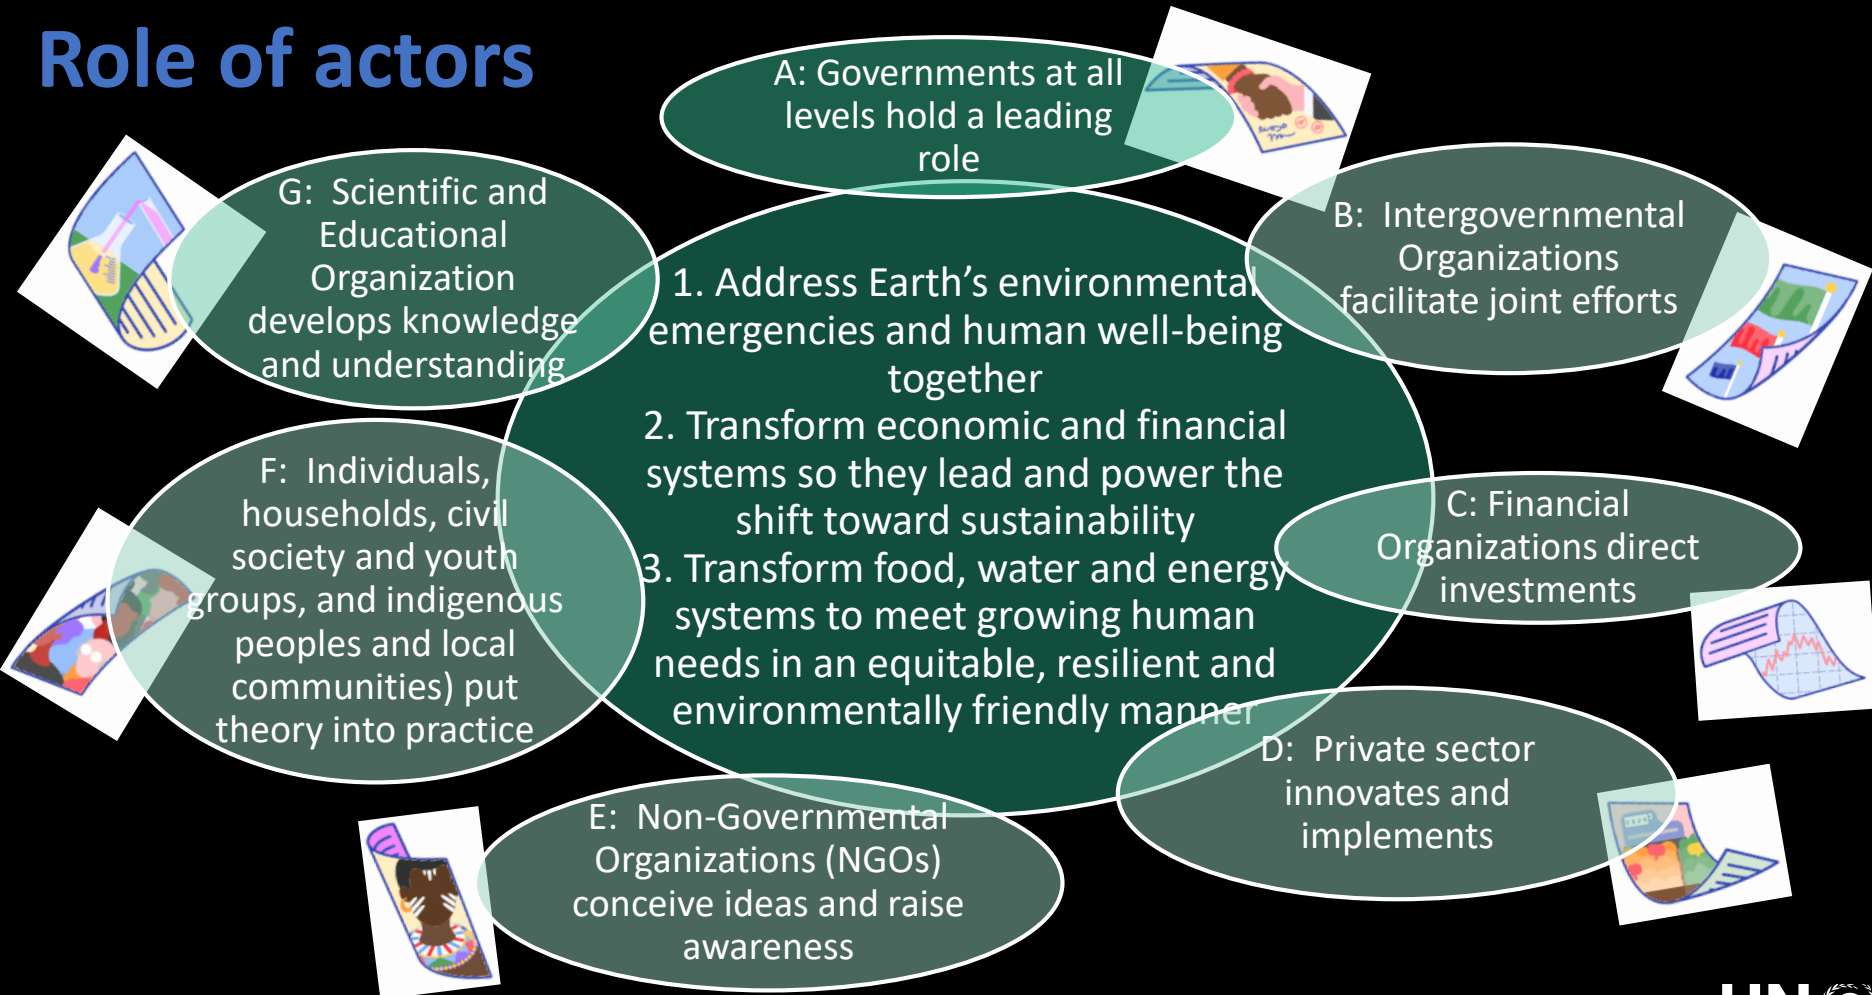 Role of actors
A: Governments at all
levels hold a leading
role
B: Intergovernmental
Organizations
facilitate joint efforts
C: Financial
Organizations direct
investments
D: Private sector
innovates and
implements
E: Non-Governmental
Organizations (NGOs)
conceive ideas and raise
awareness
F: Individuals,
households, civil
society and youth
groups, and indigenous
peoples and local
communities) put
theory into practice
G: Scientific and
Educational
Organization
develops knowledge
and understanding
1. Address Earth’s environmental
emergencies and human well-being
together
2. Transform economic and financial
systems so they lead and power the
shift toward sustainability
3. Transform food, water and energy
systems to meet growing human
needs in an equitable, resilient and
environmentally friendly manner
UN